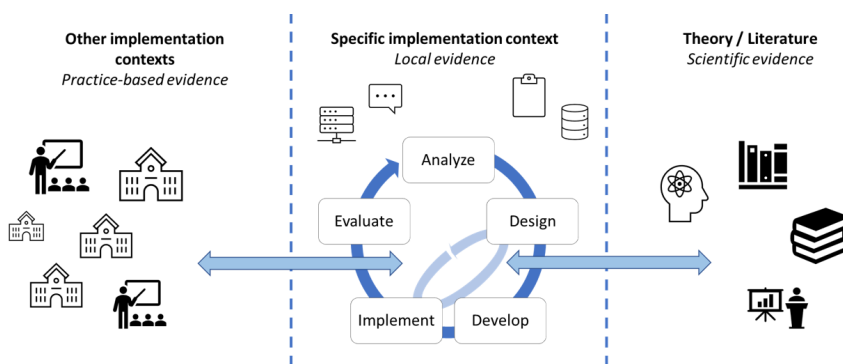 Other implementation
contexts
Practice-based evidence
Specific implementation context
Local evidence
Theory / Literature
Scientific evidence
Analyze
Evaluate
Design
Implement
Develop